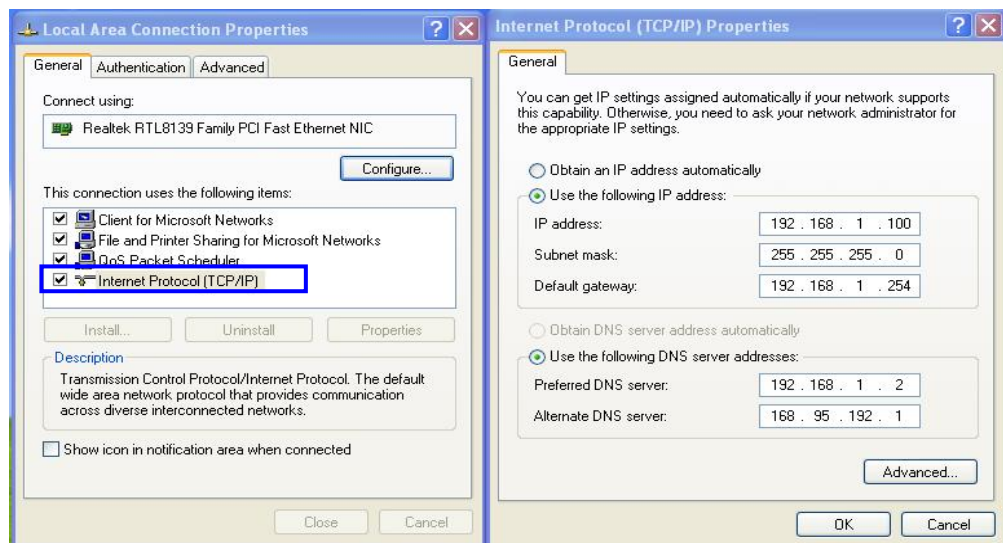 Local Area Connection Properties
General Authentication Advanced
Connect using:
Realtek RTL8139 Family PCI Fast Ethernet NIC
Configure...
This connection uses the following items:
Client for Microsoft Networks
File and Printer Sharing for Microsoft Networks
QoS Packet Scheduler
Internet Protocol (TCP/IP)
Install... Uninstall Properties
Description
Transmission Control Protocol/Internet Protocol. The default
wide area network protocol that provides communication
across diverse interconnected networks.
Show icon in notification area when connected
Close Cancel
Internet Protocol (TCP/IP) Properties
General
You can get IP settings assigned automatically if your network supports
this capability. Otherwise, you need to ask your network administrator for
the appropriate IP settings.
Obtain an IP address automatically
Use the following IP address:
IP address: 192 . 168 . 1 . 100
Subnet mask: 255 . 255 . 255 . 0
Default gateway: 192 . 168 . 1 . 254
Obtain DNS server address automatically
Use the following DNS server addresses:
Preferred DNS server: 192 . 168 . 1 . 2
Alternate DNS server: 168 . 95 . 192 . 1
Advanced...
OK Cancel